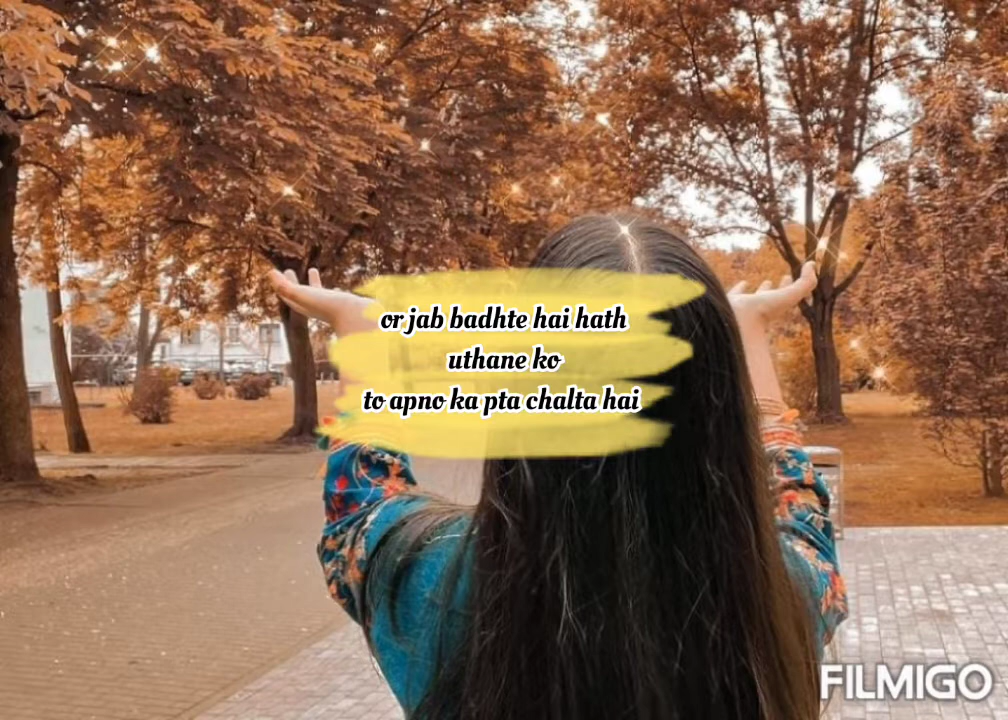 or jab badhte hai hath
uthane ko
to apno ka pta chalta hai
FILMIGO